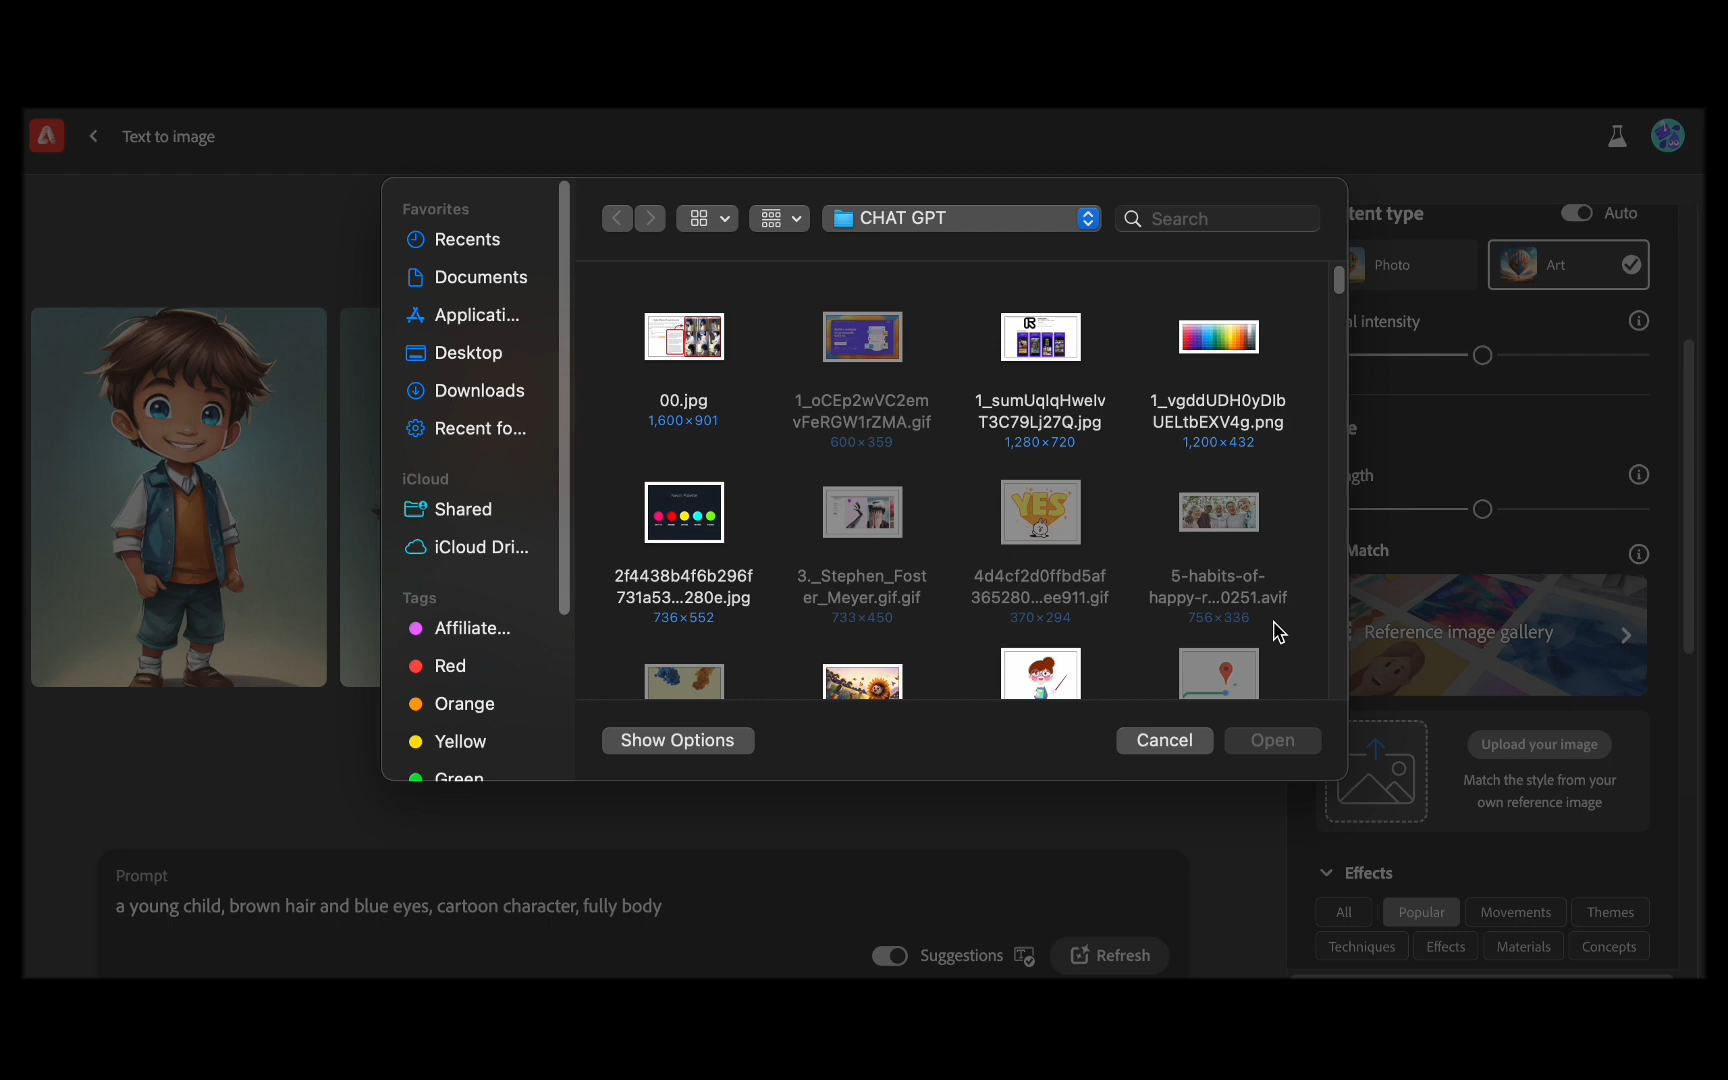 Text to image
Favorites
Recents
Documents
Applicati...
Desktop
Downloads
Recent fo...
iCloud
Shared
iCloud Dri...
Tags
Affiliate...
Red
Orange
Yellow
Green
CHAT GPT
Search
00.jpg
1,600×901
1_oCEp2wVC2em
vFeRGW1rZMA.gif
600×359
1_sumUqlqHwelv
T3C79Lj27Q.jpg
1,280×720
1_vgddUDH0yDlb
UELtbEXV4g.png
1,200×432
2f4438b4f6b296f
731a53...280e.jpg
736×552
3._Stephen_Fost
er_Meyer.gif.gif
733×450
YES
4d4cf2d0ffbd5af
365280...ee911.gif
370×294
5-habits-of-
happy-r...0251.avif
756×336
Show Options
Cancel
Open
tent type
Auto
Photo
Art
al intensity
e
ngth
Match
Reference image gallery
Upload your image
Match the style from your
own reference image
Effects
All
Popular
Movements
Themes
Techniques
Effects
Materials
Concepts
Prompt
a young child, brown hair and blue eyes, cartoon character, fully body
Suggestions
Refresh